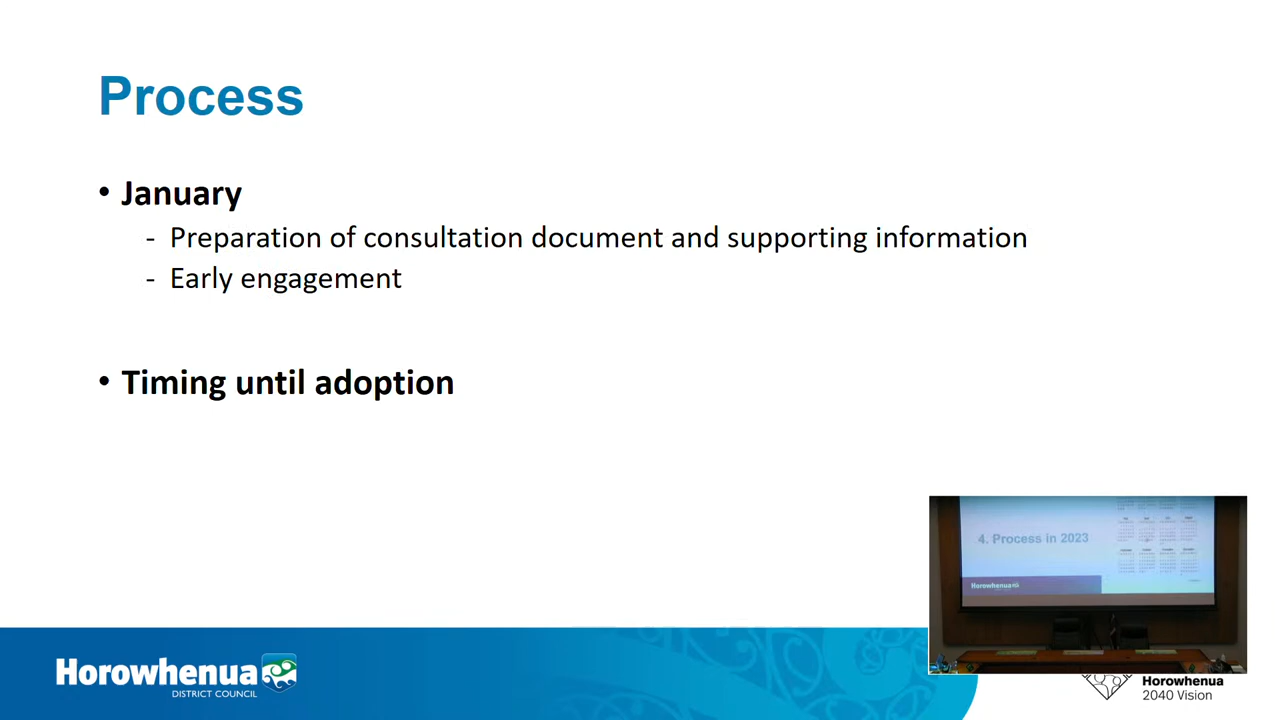 Process
• January
- Preparation of consultation document and supporting information
- Early engagement
• Timing until adoption
4. Process in 2023
Horowhenua
Horowhenua
DISTRICT COUNCIL
Horowhenua
2040 Vision